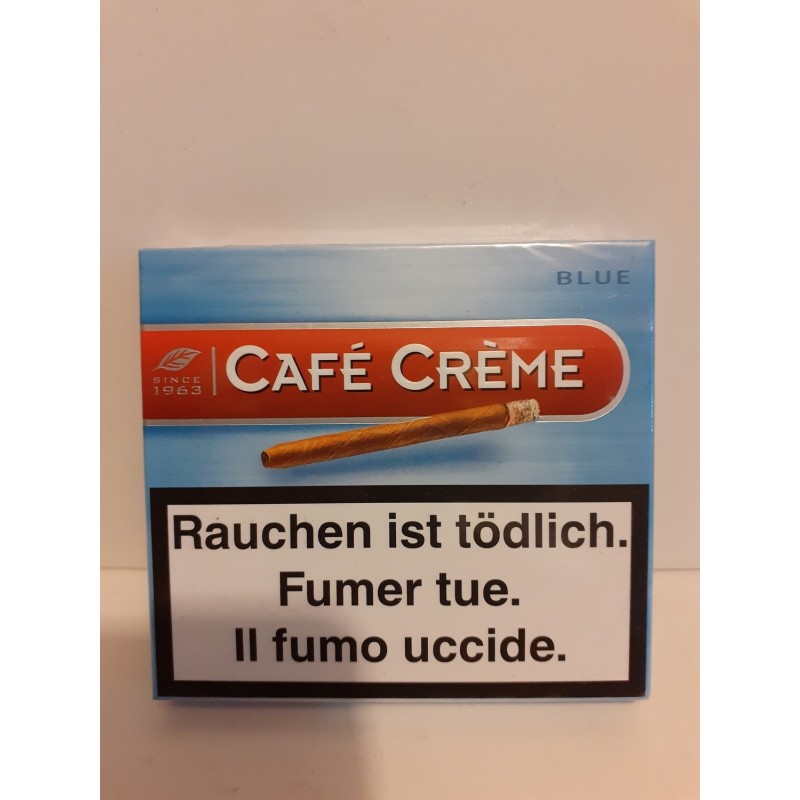 BLUE
CAFÉ CRÈME
SINCE
1963
Rauchen ist tödlich.
Fumer tue.
Il fumo uccide.